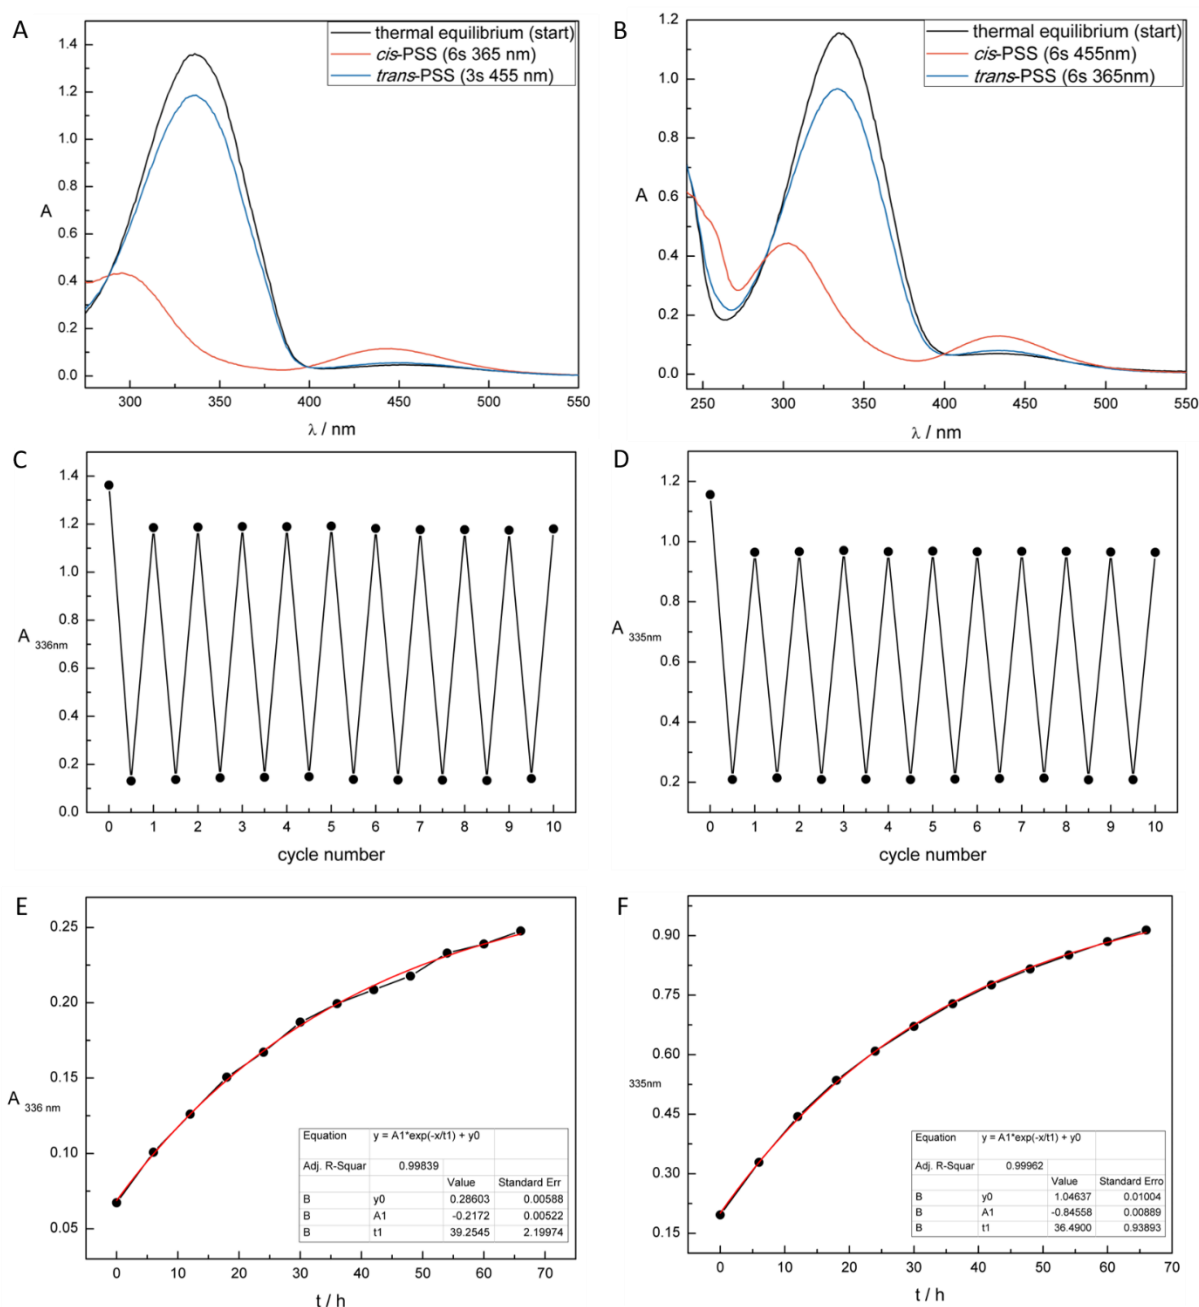 A
thermal equilibrium (start)
cis-PSS (6s 365 nm)
trans-PSS (3s 455 nm)
1.4
1.2
1.0
0.8
0.6
0.4
0.2
0.0
A
300 350 400 450 500 550
λ / nm
B
thermal equilibrium (start)
cis-PSS (6s 455nm)
trans-PSS (6s 365nm)
1.2
1.0
0.8
0.6
0.4
0.2
0.0
A
250 300 350 400 450 500 550
λ / nm
C
1.4
1.2
1.0
0.8
0.6
0.4
0.2
0.0
A 336nm
0 1 2 3 4 5 6 7 8 9 10
cycle number
D
1.2
1.0
0.8
0.6
0.4
0.2
A 335nm
0 1 2 3 4 5 6 7 8 9 10
cycle number
E
0.25
0.20
0.15
0.10
0.05
A 336 nm
Equation y = A1*exp(-x/t1) + y0
Adj. R-Squar 0.99839
Value Standard Err
B y0 0.28603 0.00588
B A1 -0.2172 0.00522
B t1 39.2545 2.19974
0 10 20 30 40 50 60 70
t / h
F
0.90
0.75
0.60
0.45
0.30
0.15
335nm
Equation y = A1*exp(-x/t1) + y0
Adj. R-Squar 0.99962
Value Standard Erro
B y0 1.04637 0.01004
B A1 -0.84558 0.00889
B t1 36.4900 0.93893
0 10 20 30 40 50 60 70
t / h